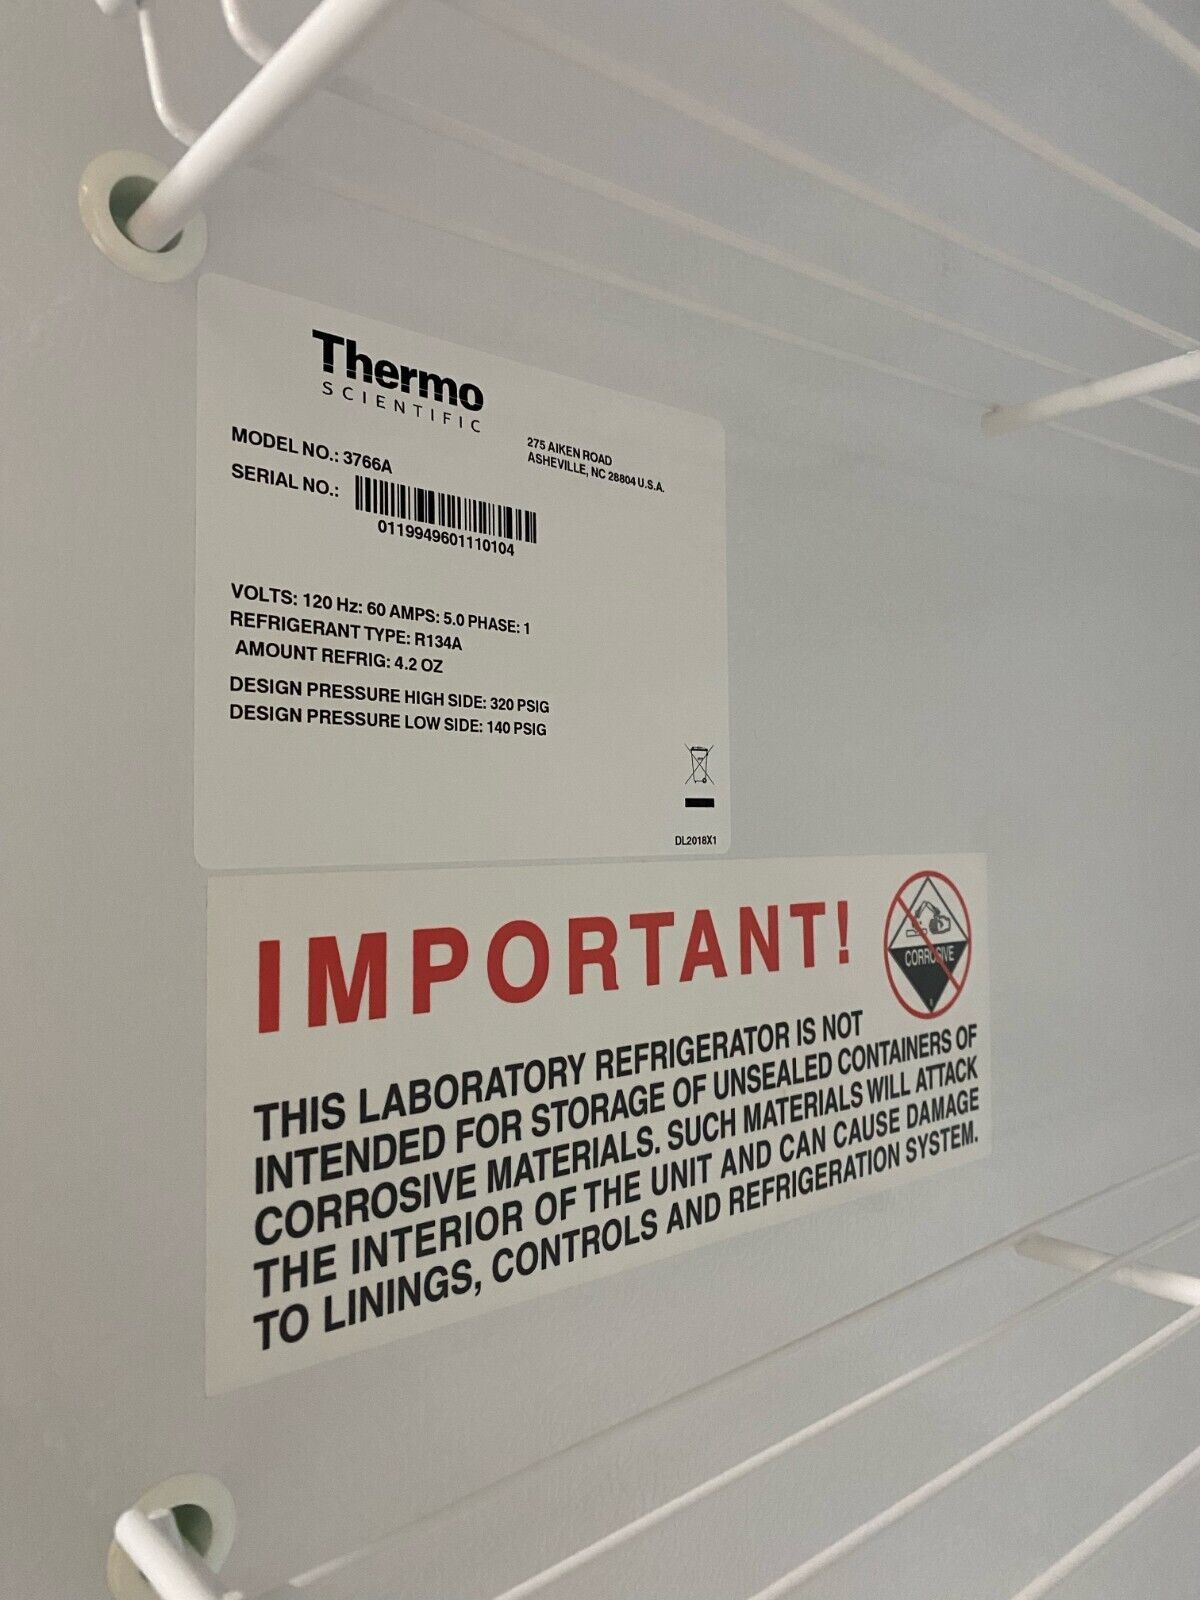 Thermo
SCIENTIFIC
275 AIKEN ROAD
ASHEVILLE, NC 28804 U.S.A.
MODEL NO.: 3766A
SERIAL NO.:
0119949601110104
VOLTS: 120 Hz: 60 AMPS: 5.0 PHASE: 1
REFRIGERANT TYPE: R134A
AMOUNT REFRIG: 4.2 OZ
DESIGN PRESSURE HIGH SIDE: 320 PSIG
DESIGN PRESSURE LOW SIDE: 140 PSIG
DL2018X1
IMPORTANT!
CORROSIVE
8
THIS LABORATORY REFRIGERATOR IS NOT
INTENDED FOR STORAGE OF UNSEALED CONTAINERS OF
CORROSIVE MATERIALS. SUCH MATERIALS WILL ATTACK
THE INTERIOR OF THE UNIT AND CAN CAUSE DAMAGE
TO LININGS, CONTROLS AND REFRIGERATION SYSTEM.